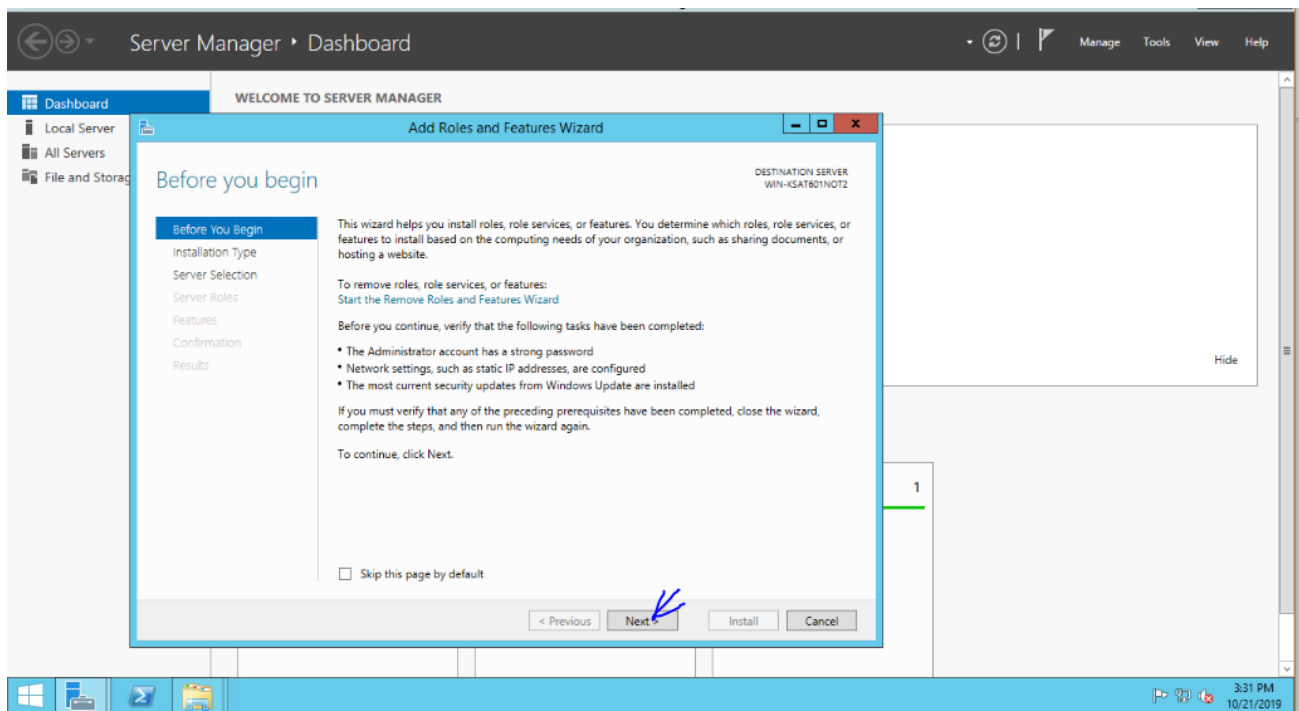 Server Manager • Dashboard
Manage Tools View Help
Dashboard
Local Server
All Servers
File and Storag
WELCOME TO SERVER MANAGER
Add Roles and Features Wizard
Before you begin
DESTINATION SERVER
WIN-KSAT601NOT2
Before You Begin
Installation Type
Server Selection
Server Roles
Features
Confirmation
Results
This wizard helps you install roles, role services, or features. You determine which roles, role services, or
features to install based on the computing needs of your organization, such as sharing documents, or
hosting a website.
To remove roles, role services, or features:
Start the Remove Roles and Features Wizard
Before you continue, verify that the following tasks have been completed:
• The Administrator account has a strong password
• Network settings, such as static IP addresses, are configured
• The most current security updates from Windows Update are installed
If you must verify that any of the preceding prerequisites have been completed, close the wizard,
complete the steps, and then run the wizard again.
To continue, click Next.
Skip this page by default
< Previous Next > Install Cancel
Hide
1
3:31 PM
10/21/2019